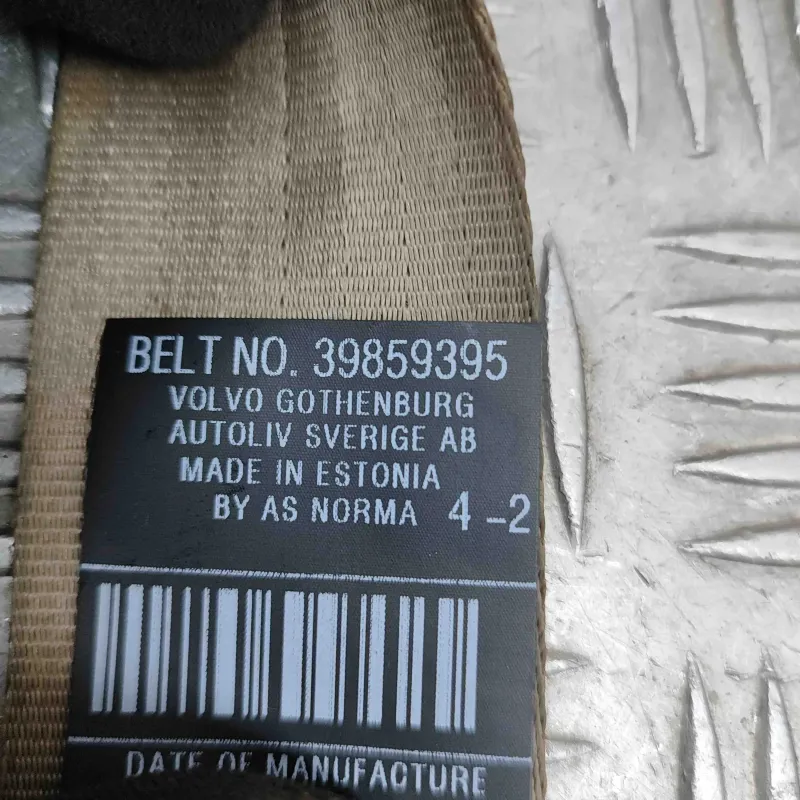 BELT NO. 39859395
VOLVO GOTHENBURG
AUTOLIV SVERIGE AB
MADE IN ESTONIA
BY AS NORMA 4-2
DATE OF MANUFACTURE